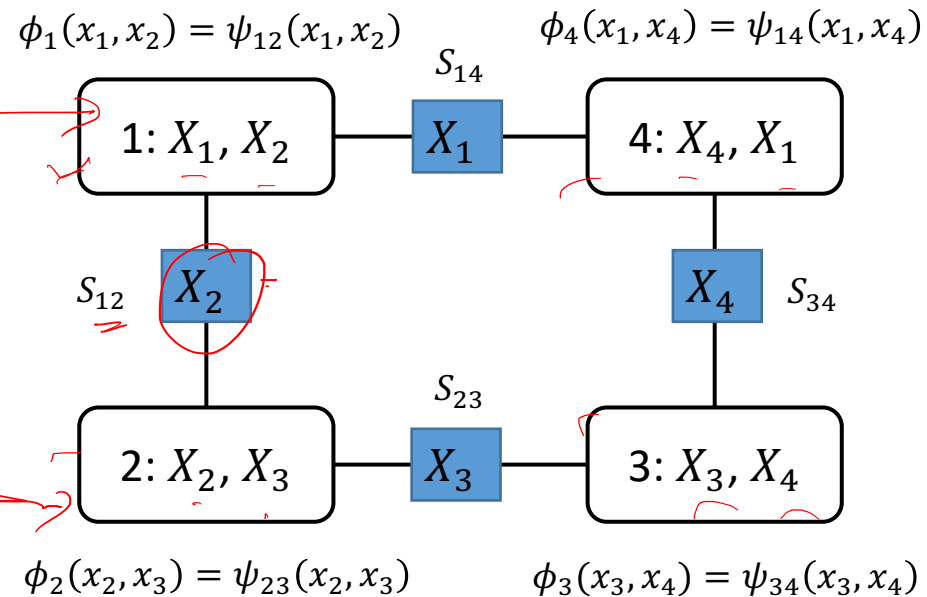 ϕ₁(x₁, x₂) = ψ₁₂(x₁, x₂)
ϕ₄(x₁, x₄) = ψ₁₄(x₁, x₄)
S₁₄
1: X₁, X₂
X₁
4: X₄, X₁
S₁₂
X₂
X₄
S₃₄
S₂₃
2: X₂, X₃
X₃
3: X₃, X₄
ϕ₂(x₂, x₃) = ψ₂₃(x₂, x₃)
ϕ₃(x₃, x₄) = ψ₃₄(x₃, x₄)